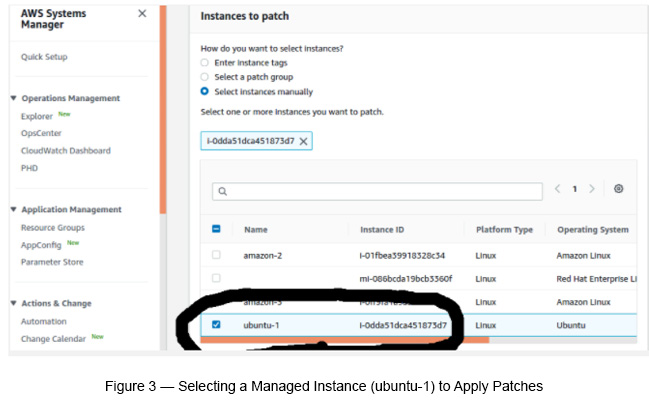 AWS Systems
Manager
Quick Setup
Operations Management
Explorer New
OpsCenter
CloudWatch Dashboard
PHD
Application Management
Resource Groups
AppConfig New
Parameter Store
Actions & Change
Automation
Change Calendar New
Instances to patch
How do you want to select instances?
Enter instance tags
Select a patch group
Select instances manually
Select one or more instances you want to patch.
i-0dda51dca451873d7
1
Name Instance ID Platform Type Operating System
amazon-2 i-01fbea39918328c34 Linux Amazon Linux
mi-086bcda19bcb3360f Linux Red Hat Enterprise Li
amazon-3 Linux Amazon Linux
ubuntu-1 i-0dda51dca451873d7 Linux Ubuntu
Figure 3 — Selecting a Managed Instance (ubuntu-1) to Apply Patches